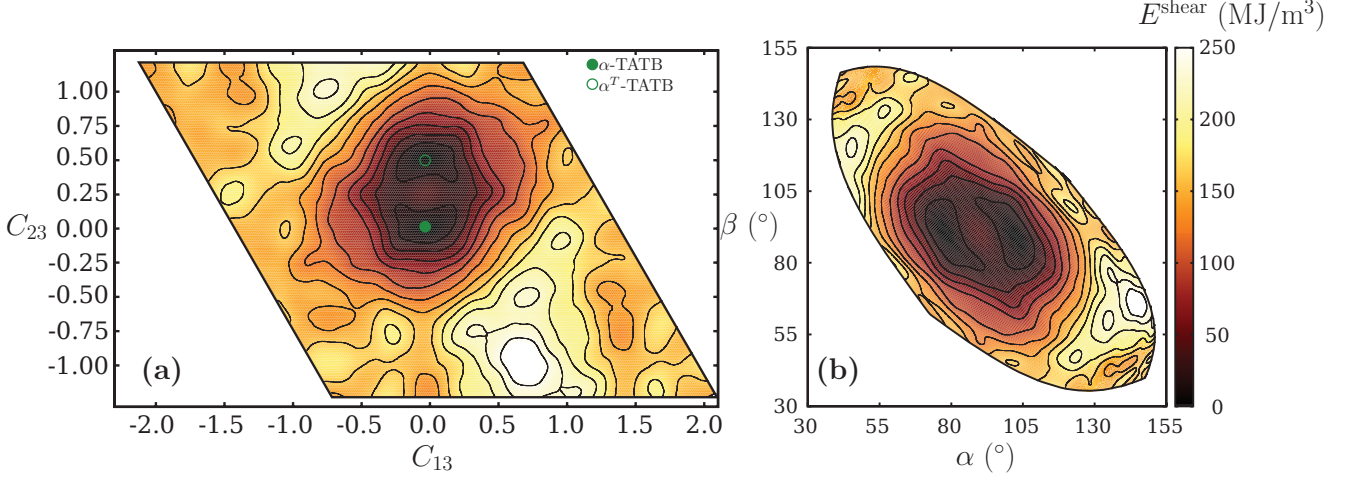 E^shear (MJ/m³)
α-TATB
α^T-TATB
1.00
0.75
0.50
0.25
0.00
-0.25
-0.50
-0.75
-1.00
C₂₃
(a)
-2.0 -1.5 -1.0 -0.5 0.0 0.5 1.0 1.5 2.0
C₁₃
155
130
105
80
55
30
β (°)
(b)
30 55 80 105 130 155
α (°)
250
200
150
100
50
0